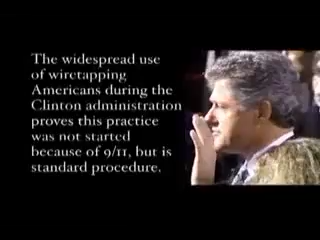 The widespread use
of wiretapping
Americans during the
Clinton administration
proves this practice
was not started
because of 9/11, but is
standard procedure.